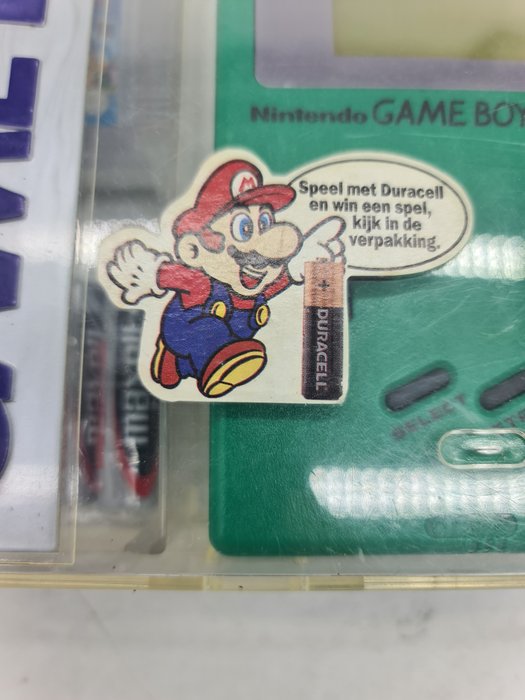 Nintendo GAME BOY
Speel met Duracell
en win een spel,
kijk in de
verpakking.
M
+
DURACELL
SELECT